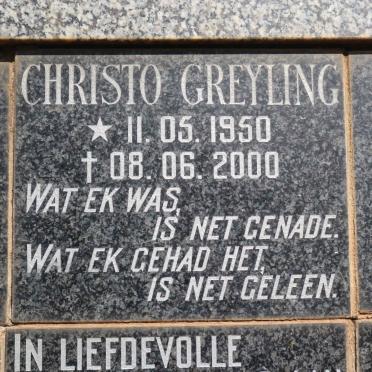 CHRISTO GREYLING
★ 11.05.1950
† 08.06.2000
WAT EK WAS,
IS NET GENADE.
WAT EK GEHAD HET,
IS NET GELEEN.
IN LIEFDEVOLLE